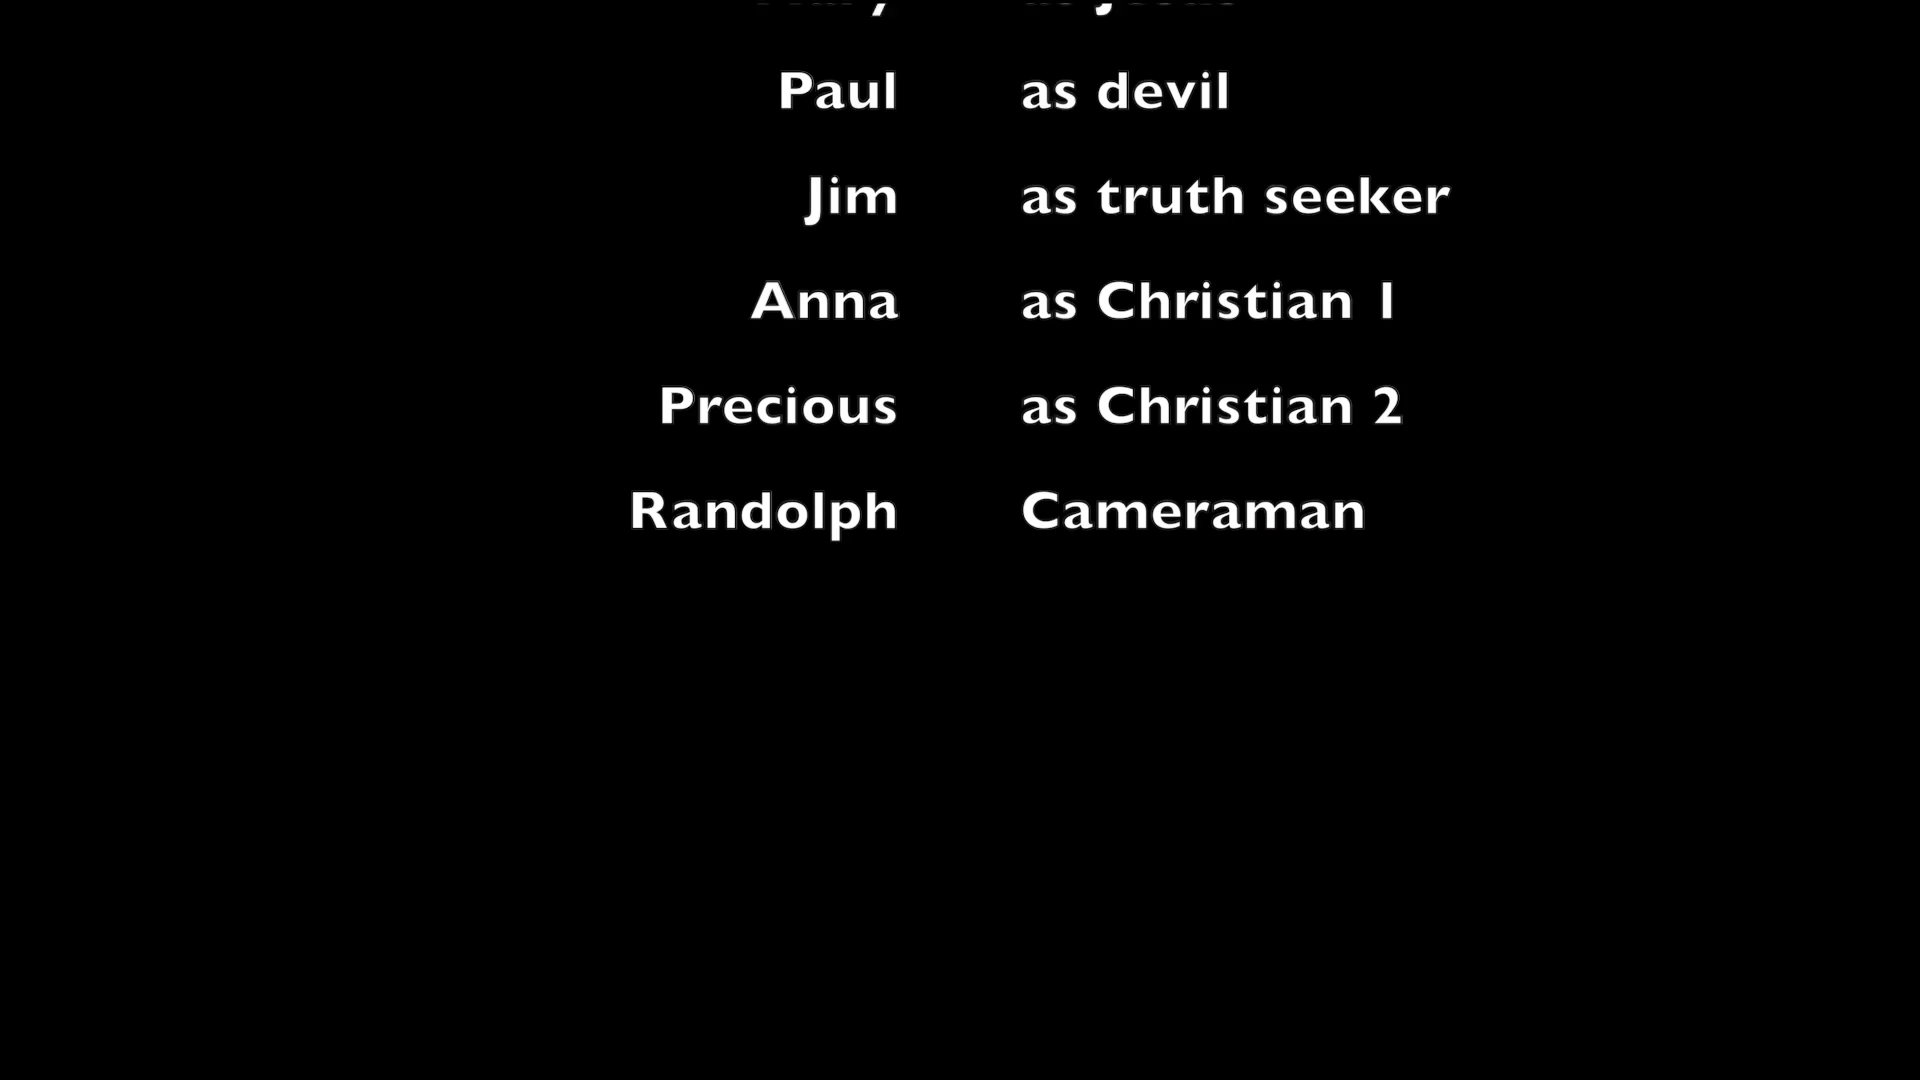 Paul as devil
Jim as truth seeker
Anna as Christian 1
Precious as Christian 2
Randolph Cameraman